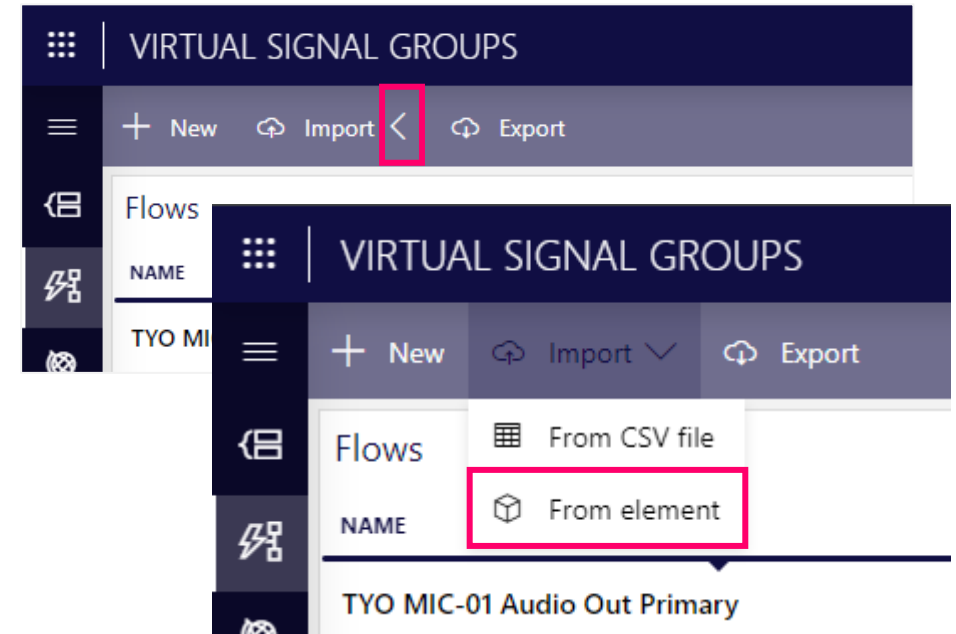 VIRTUAL SIGNAL GROUPS
New Import Export
Flows
NAME
TYO MI
VIRTUAL SIGNAL GROUPS
New Import Export
From CSV file
Flows
From element
NAME
TYO MIC-01 Audio Out Primary